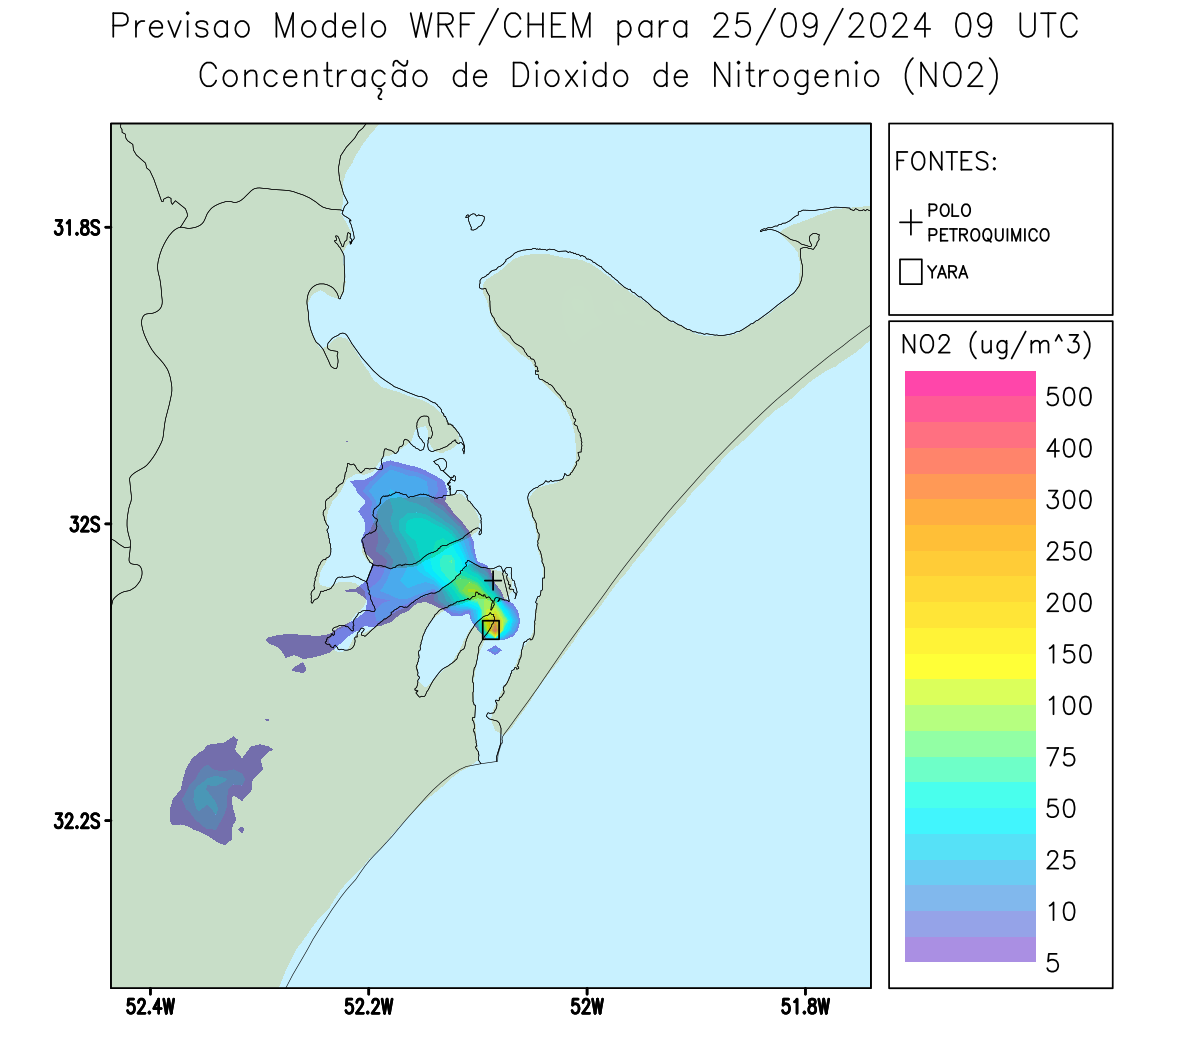 Previsao Modelo WRF/CHEM para 25/09/2024 09 UTC
Concentração de Dioxido de Nitrogenio (NO2)
FONTES:
POLO
PETROQUIMICO
YARA
NO2 (ug/m^3)
500
400
300
250
200
150
100
75
50
25
10
5
31.8S
32S
32.2S
52.4W
52.2W
52W
51.8W